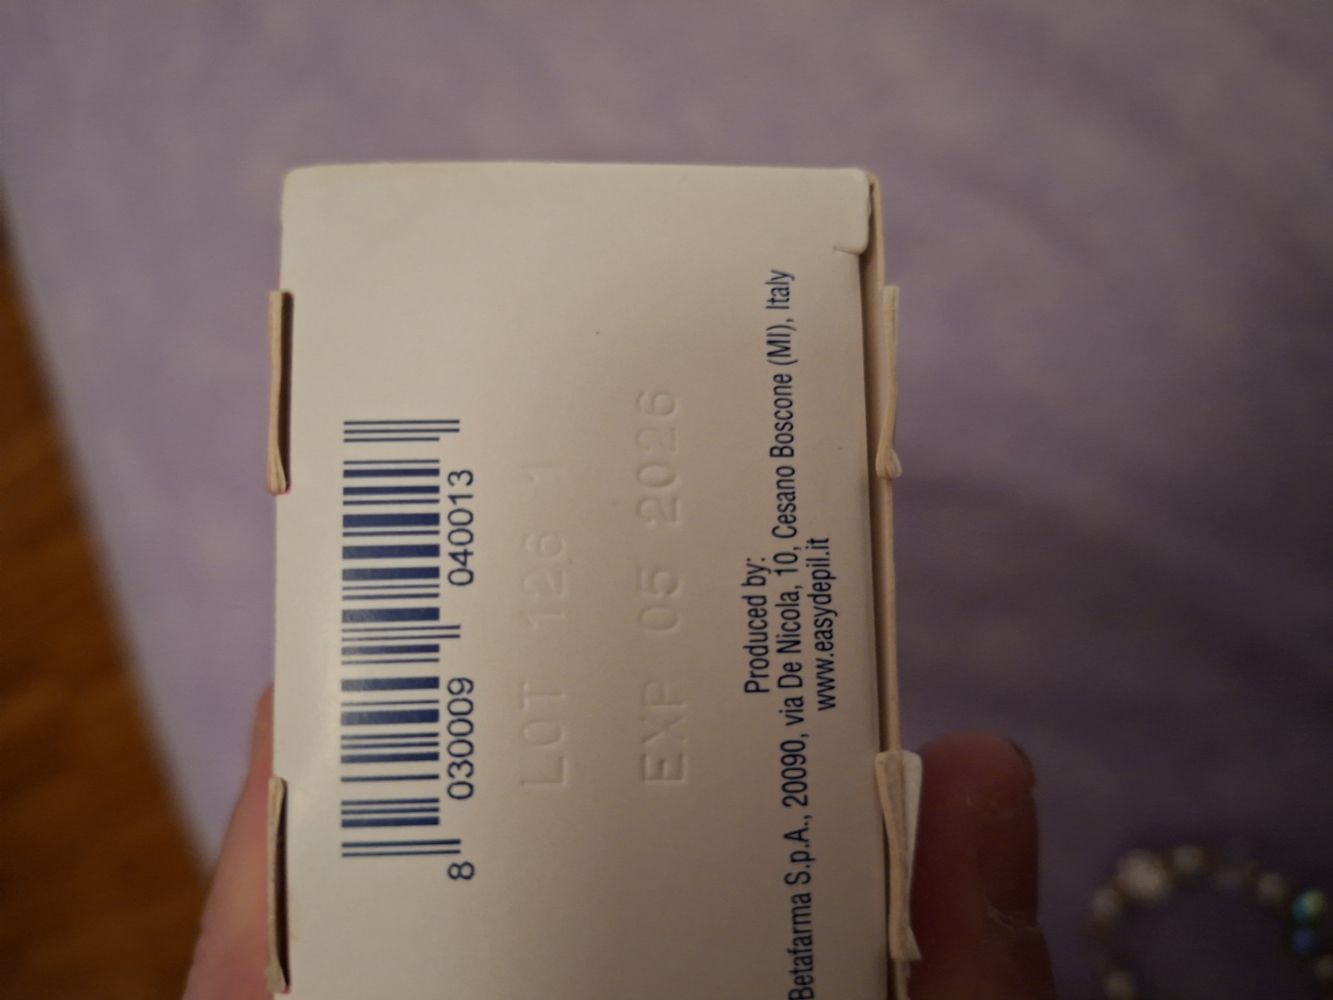 8 030009 040013
LOT 126 1
EXP 05 2026
Produced by:
Betafarma S.p.A., 20090, via De Nicola, 10, Cesano Boscone (MI), Italy
www.easydepil.it